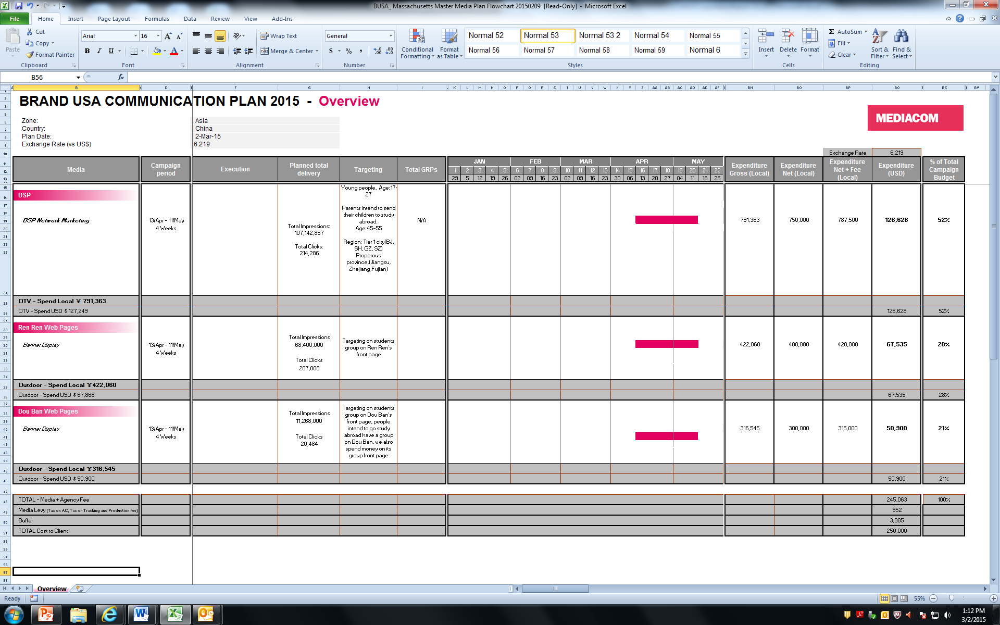 BUSA_ Massachusetts Master Media Plan Flowchart 20150209  [Read-Only]  -  Microsoft Excel
File Home Insert Page Layout Formulas Data Review View Add-Ins
Paste Cut Copy Format Painter Clipboard
Arial 16 B I U Font
Wrap Text Merge & Center Alignment
General $ % , Number
Conditional Formatting Format as Table
Normal 52 Normal 53 Normal 53 2 Normal 54 Normal 55
Normal 56 Normal 57 Normal 58 Normal 59 Normal 6
Styles
Insert Delete Format Cells
AutoSum Fill Clear Sort & Filter Find & Select Editing
B56 fx
BRAND USA COMMUNICATION PLAN 2015 - Overview
MEDIACOM
Zone: Asia
Country: China
Plan Date: 2-Mar-15
Exchange Rate (vs US$) 6.219
Exchange Rate 6.219
Media
Campaign period
Execution
Planned total delivery
Targeting
Total GRPs
JAN FEB MAR APR MAY
1 2 3 4 5 6 7 8 9 10 11 12 13 14 15 16 17 18 19 20 21 22
29 5 12 19 26 02 09 16 23 02 09 16 23 30 06 13 20 27 04 11 18 25
Expenditure Gross (Local)
Expenditure Net (Local)
Expenditure Net + Fee (Local)
Expenditure (USD)
% of Total Campaign Budget
DSP
DSP Network Marketing
13/Apr - 11/May
4 Weeks
Total Impressions:
107,142,857
Total Clicks:
214,286
Young people, Age:17-
27
Parents intend to send
their children to study
abroad.
Age:45-55
Region: Tier 1 city(BJ,
SH, GZ, SZ)
Properous
province,(Jiangsu,
Zhejiang,Fujian)
N/A
791,363 750,000 787,500 126,628 52%
OTV - Spend Local ¥ 791,363
OTV - Spend USD $ 127,249 126,628 52%
Ren Ren Web Pages
Banner Display
13/Apr - 11/May
4 Weeks
Total Impressions
68,400,000
Total Clicks
207,008
Targeting on students
group on Ren Ren's
front page
422,060 400,000 420,000 67,535 28%
Outdoor - Spend Local ¥ 422,060
Outdoor - Spend USD $ 67,866 67,535 28%
Dou Ban Web Pages
Banner Display
13/Apr - 11/May
4 Weeks
Total Impressions
11,268,000
Total Clicks
20,484
Targeting on students
group on Dou Ban's
front page, people
intend to go study
abroad have a group
on Dou Ban, we also
spend money on its
group front page
316,545 300,000 315,000 50,900 21%
Outdoor - Spend Local ¥ 316,545
Outdoor - Spend USD $ 50,900 50,900 21%
TOTAL - Media + Agency Fee 245,063 100%
Media Levy (Tax on AC, Tax on Tracking and Production fee) 952
Buffer 3,985
TOTAL Cost to Client 250,000
Overview
Ready 55%
1:12 PM
3/2/2015